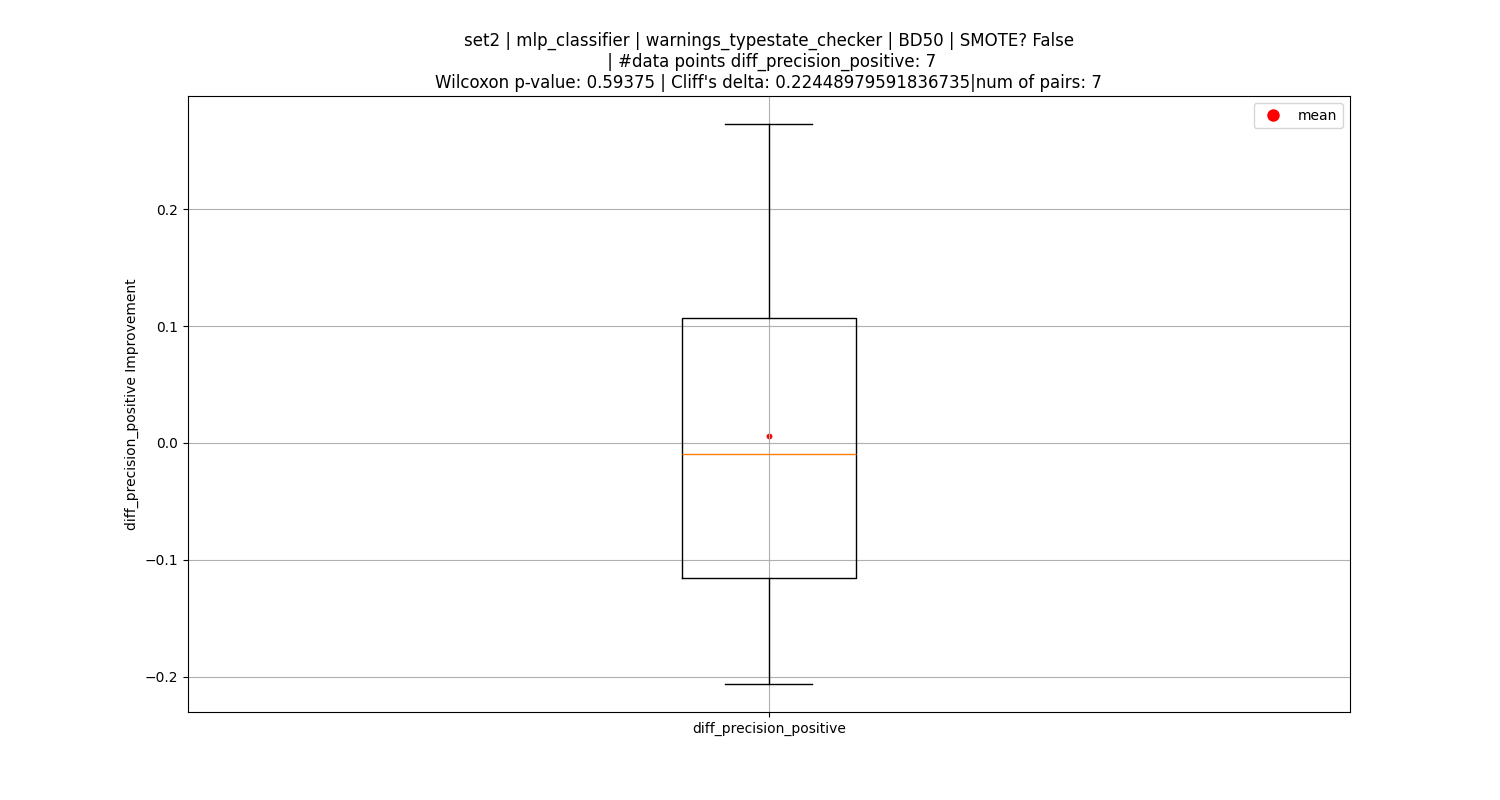 set2 | mlp_classifier | warnings_typestate_checker | BD50 | SMOTE? False
| #data points diff_precision_positive: 7
Wilcoxon p-value: 0.59375 | Cliff's delta: 0.22448979591836735|num of pairs: 7
mean
0.2
0.1
0.0
−0.1
−0.2
diff_precision_positive Improvement
diff_precision_positive